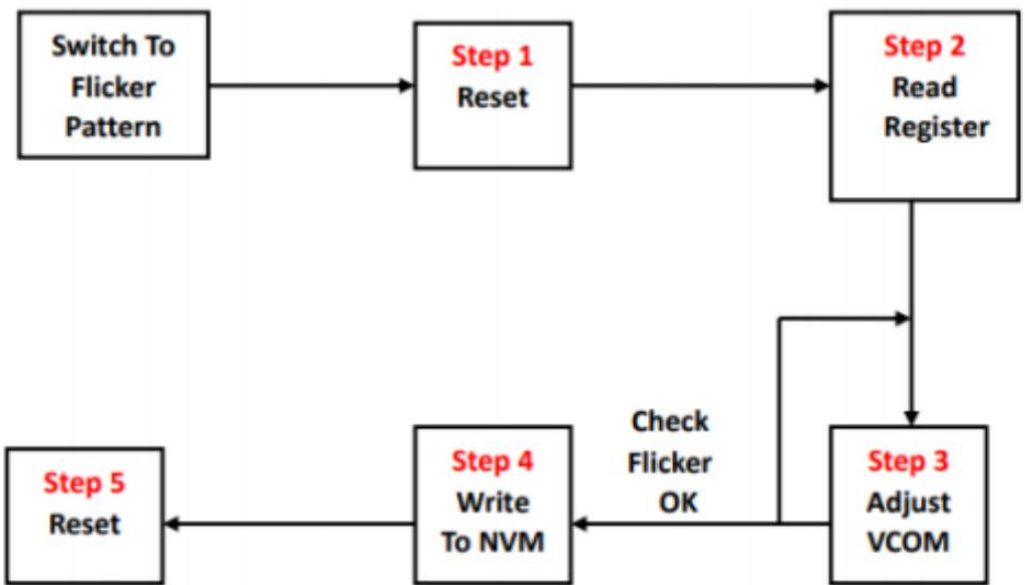 Switch To
Flicker
Pattern
Step 1
Reset
Step 2
Read
Register
Step 3
Adjust
VCOM
Check
Flicker
OK
Step 4
Write
To NVM
Step 5
Reset